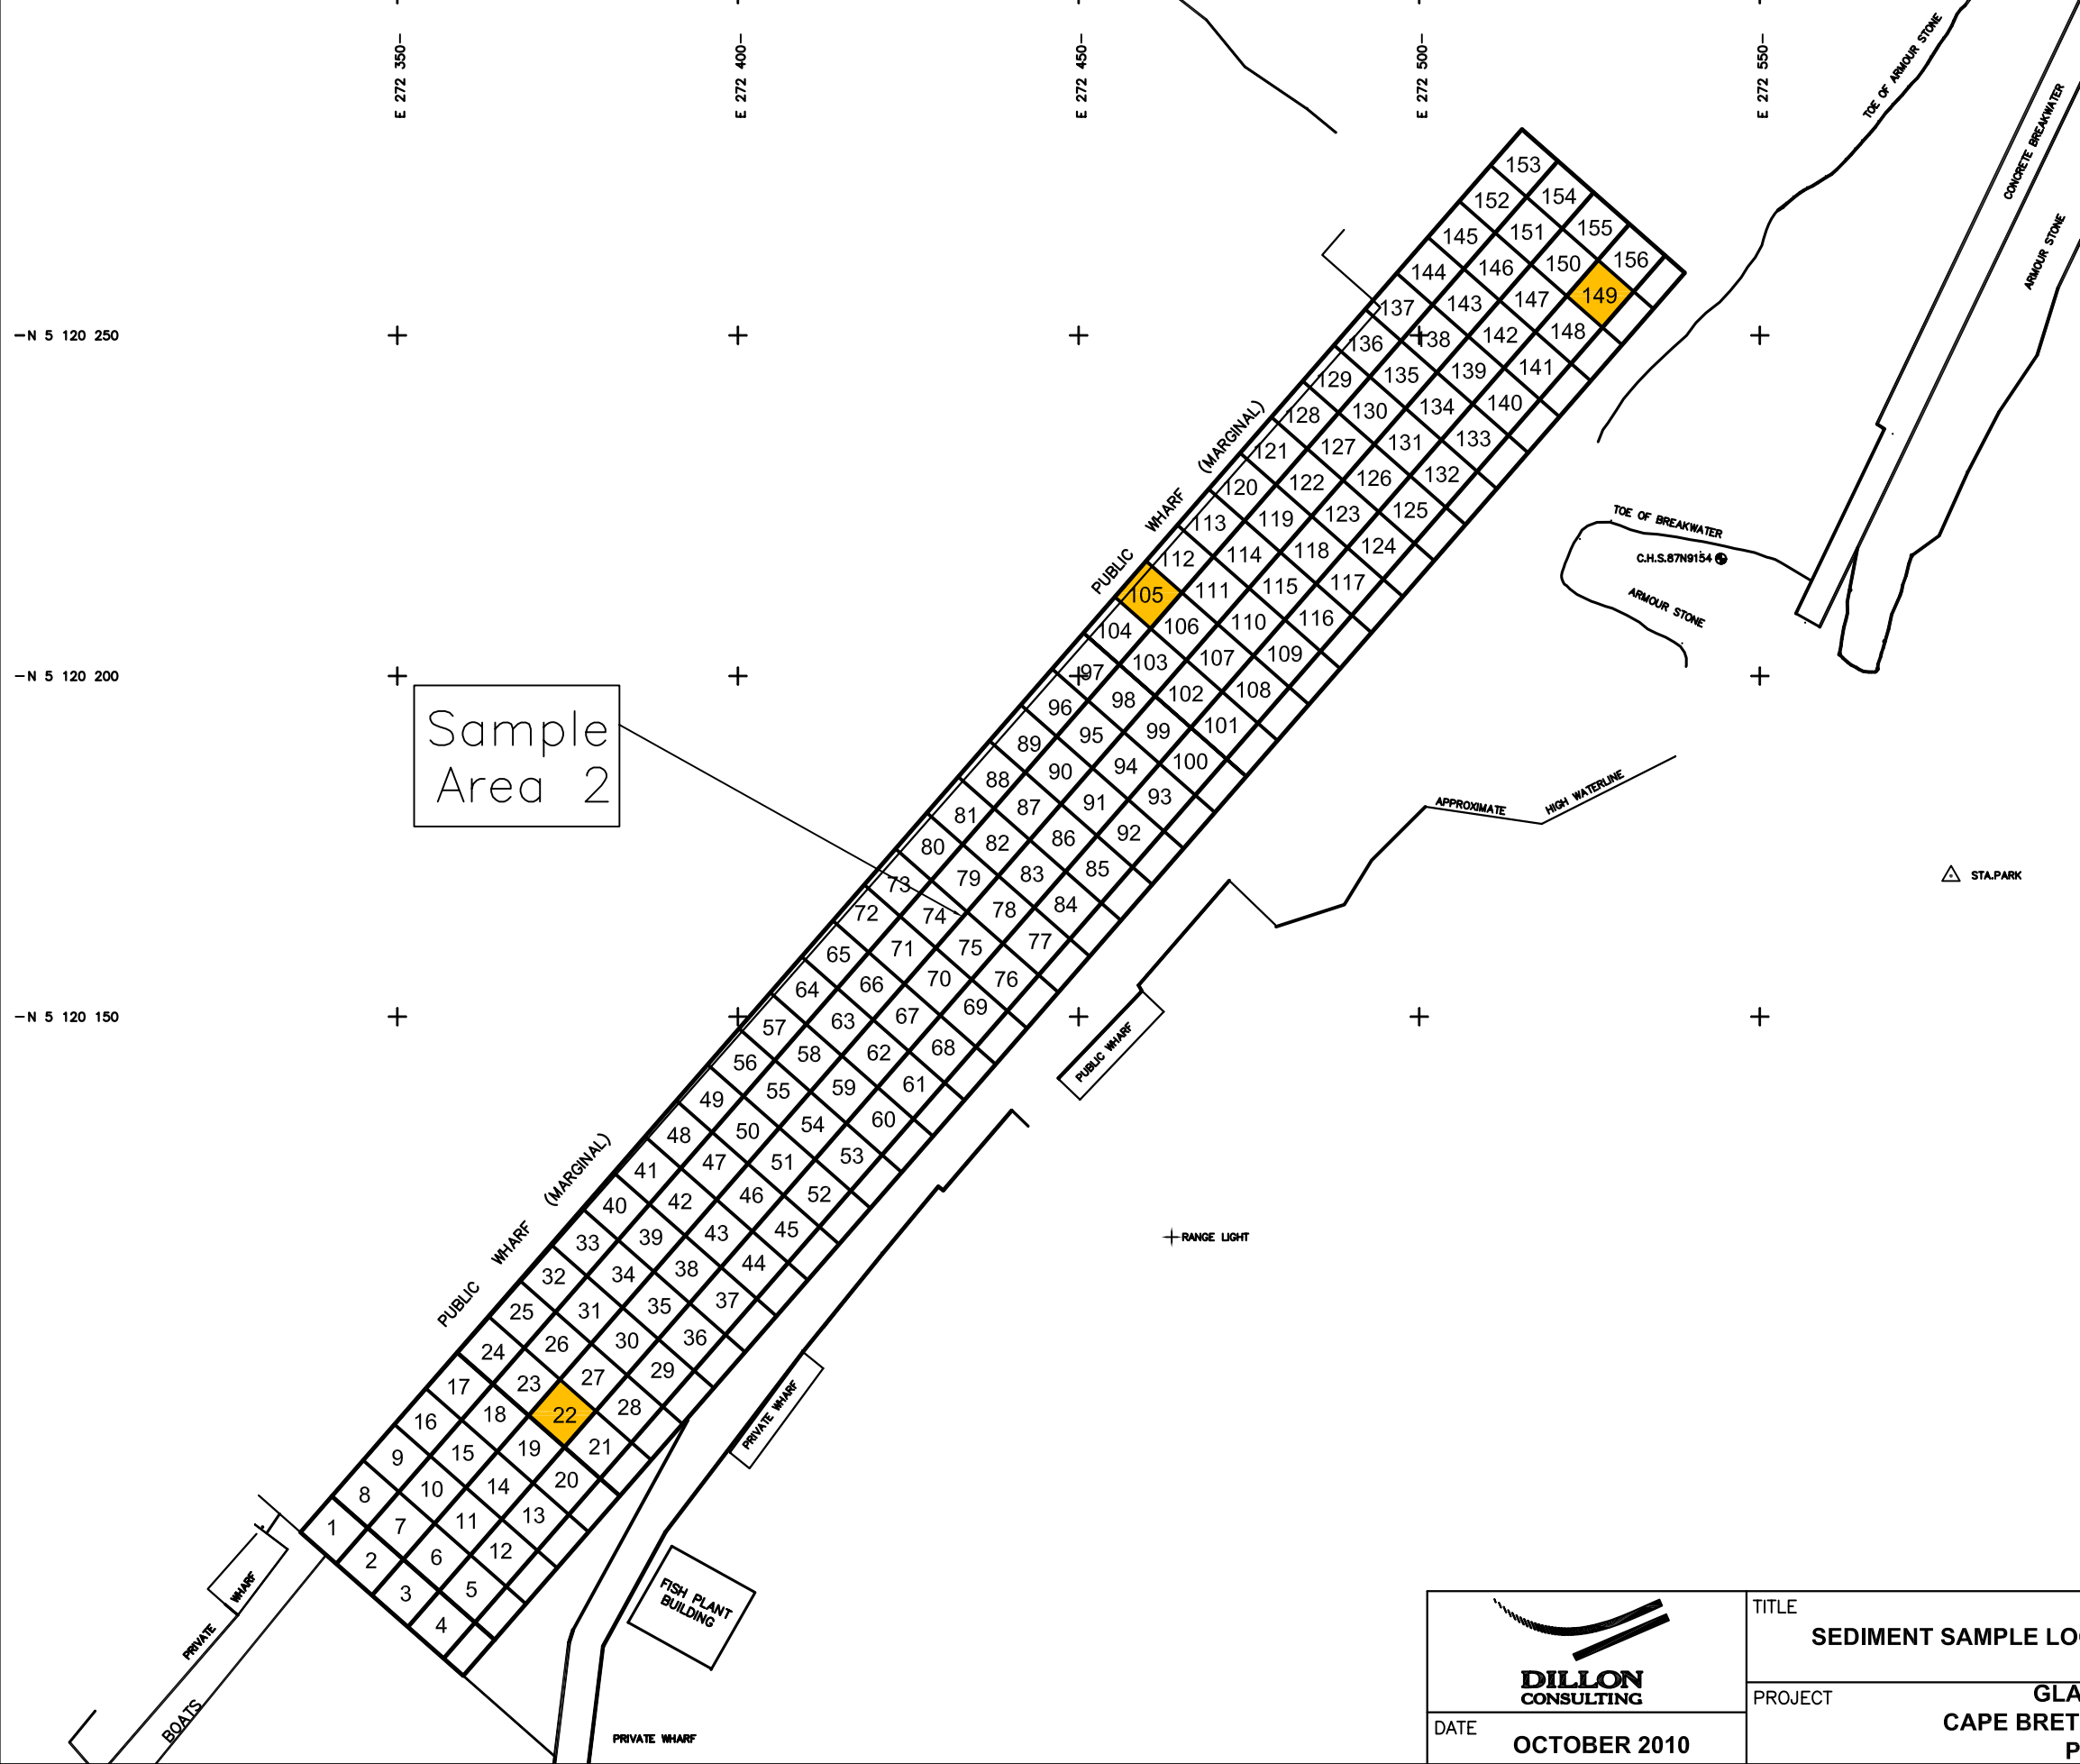 E 272 350-
E 272 400-
E 272 450-
E 272 500-
E 272 550-
TOE OF ARMOUR STONE
CONCRETE BREAKWATER
ARMOUR STONE
153
152 154
155
145 151
156
150
144 146
149
137 143 147
-N 5 120 250
136 138 142 148
129 135 139 141
128 130 134 140
PUBLIC WHARF (MARGINAL)
121 127 131 133
120 122 126 132
113 119 123 125
TOE OF BREAKWATER
C.H.S.87N9154
ARMOUR STONE
112 114 118 124
105 111 115 117
104 106 110 116
-N 5 120 200
97 103 107 109
96 98 102 108
Sample
Area 2
89 95 99 101
88 90 94 100
81 87 91 93
APPROXIMATE HIGH WATERLINE
80 82 86 92
73 79 83 85
STA.PARK
72 74 78 84
65 71 75 77
64 66 70 76
-N 5 120 150
57 63 67 69
56 58 62 68
PUBLIC WHARF
49 55 59 61
48 50 54 60
41 47 51 53
PUBLIC WHARF (MARGINAL)
40 42 46 52
33 39 43 45
RANGE LIGHT
32 34 38 44
25 31 35 37
24 26 30 36
17 23 27 29
16 18 22 28
PRIVATE WHARF
9 15 19 21
8 10 14 20
1 7 11 13
2 6 12
3 5
4
PRIVATE WHARF
BOATS
FISH PLANT
BUILDING
PRIVATE WHARF
DILLON
CONSULTING
DATE
OCTOBER 2010
TITLE
SEDIMENT SAMPLE LO
PROJECT
GLA
CAPE BRET
P